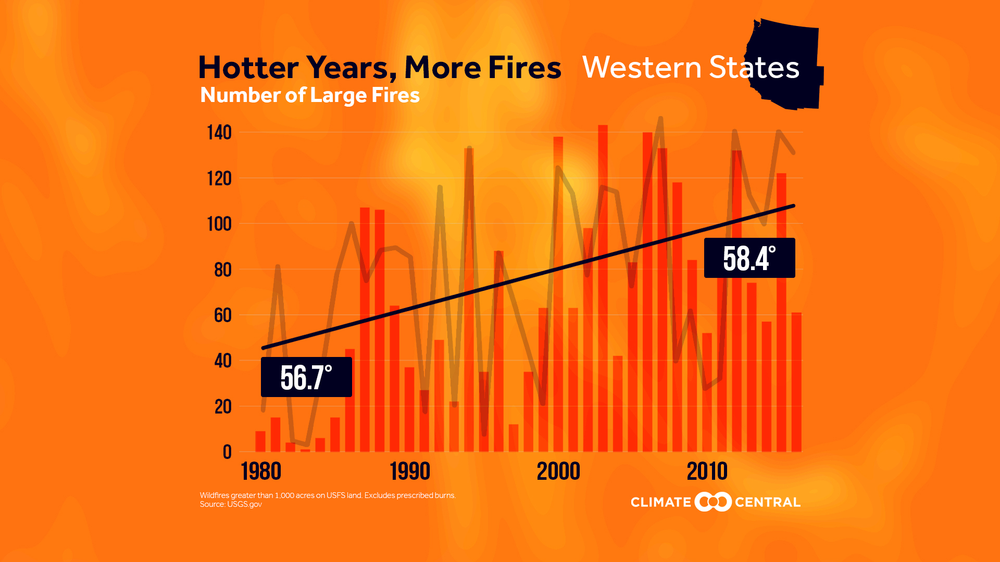 Hotter Years, More Fires Western States
Number of Large Fires
140
120
100
80
60
40
20
0
58.4°
56.7°
1980 1990 2000 2010
Wildfires greater than 1,000 acres on USFS land. Excludes prescribed burns.
Source: USGS.gov
CLIMATE CENTRAL